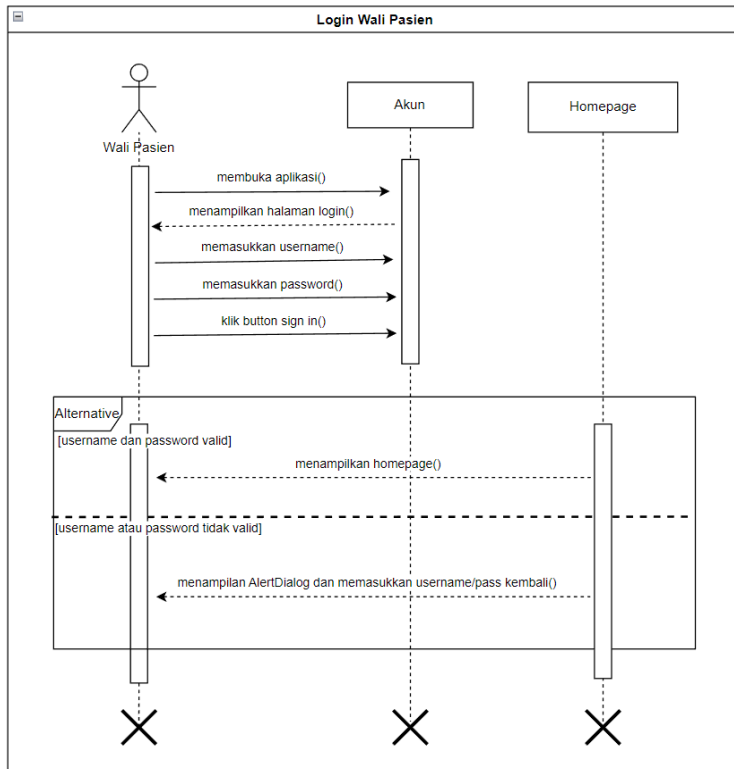 Login Wali Pasien
Wali Pasien
Akun
Homepage
membuka aplikasi()
menampilkan halaman login()
memasukkan username()
memasukkan password()
klik button sign in()
Alternative
[username dan password valid]
menampilkan homepage()
[username atau password tidak valid]
menampilan AlertDialog dan memasukkan username/pass kembali()